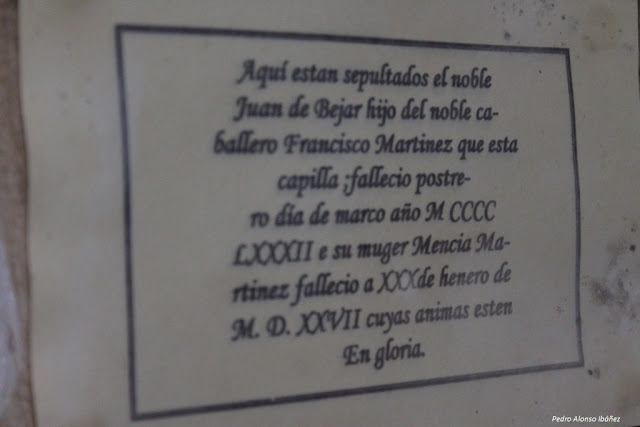 Aquí estan sepultados el noble
Juan de Bejar hijo del noble ca-
ballero Francisco Martinez que esta
capilla ;fallecio postre-
ro día de marco año M CCCC
LXXXII e su muger Mencia Ma-
rtinez fallecio a XXXde henero de
M. D. XXVII cuyas animas esten
En gloria.
Pedro Alonso Ibáñez